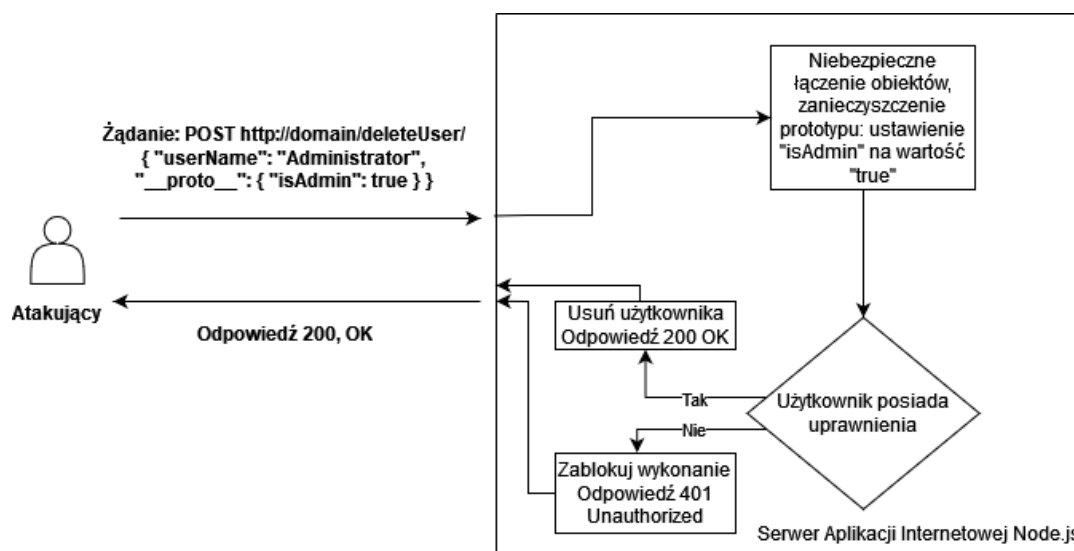 Niebezpieczne
łączenie obiektów,
zanieczyszczenie
prototypu: ustawienie
"isAdmin" na wartość
"true"
Żądanie: POST http://domain/deleteUser/
{ "userName": "Administrator",
"__proto__": { "isAdmin": true } }
Atakujący
Odpowiedź 200, OK
Usuń użytkownika
Odpowiedź 200 OK
Tak
Nie
Użytkownik posiada
uprawnienia
Zablokuj wykonanie
Odpowiedź 401
Unauthorized
Serwer Aplikacji Internetowej Node.js